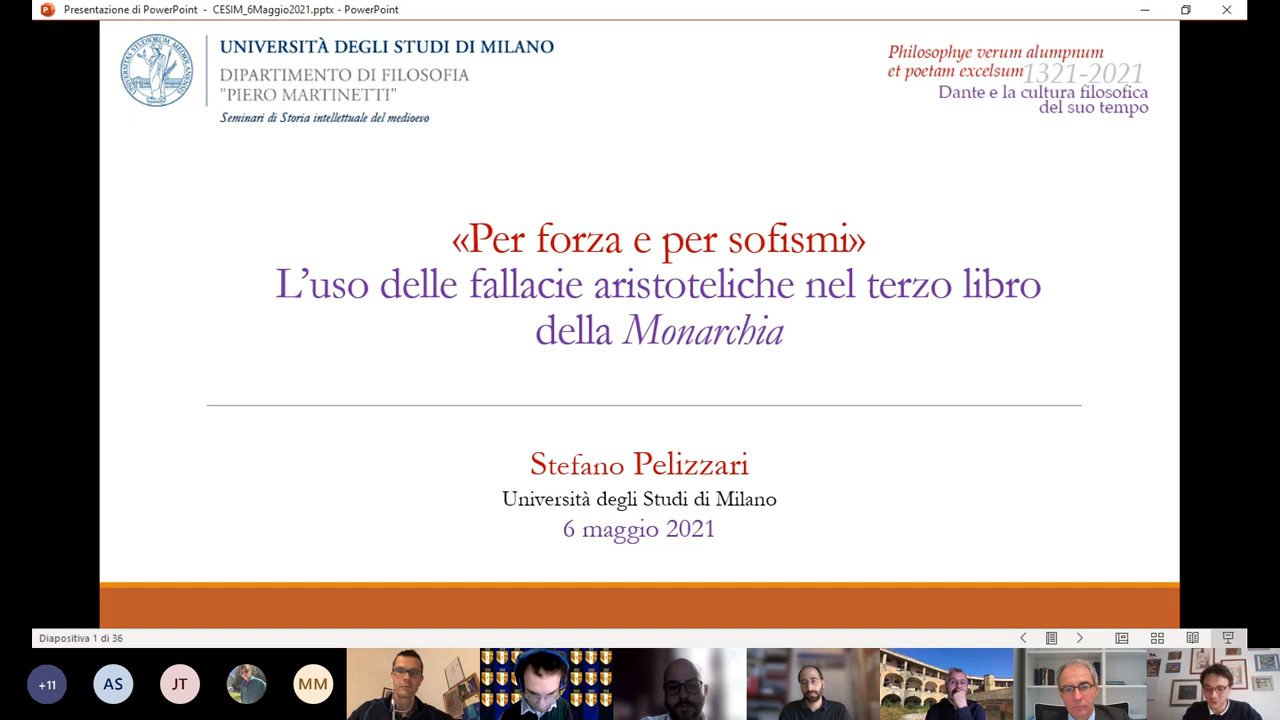 Presentazione di PowerPoint - CESIM_6Maggio2021.pptx - PowerPoint
UNIVERSITÀ DEGLI STUDI DI MILANO
DIPARTIMENTO DI FILOSOFIA
"PIERO MARTINETTI"
Seminari di Storia intellettuale del medioevo
Philosophye verum alumpnum
et poetam excelsum 1321-2021
Dante e la cultura filosofica
del suo tempo
«Per forza e per sofismi»
L'uso delle fallacie aristoteliche nel terzo libro
della Monarchia
Stefano Pelizzari
Università degli Studi di Milano
6 maggio 2021
Diapositiva 1 di 36
+11
AS
JT
MM